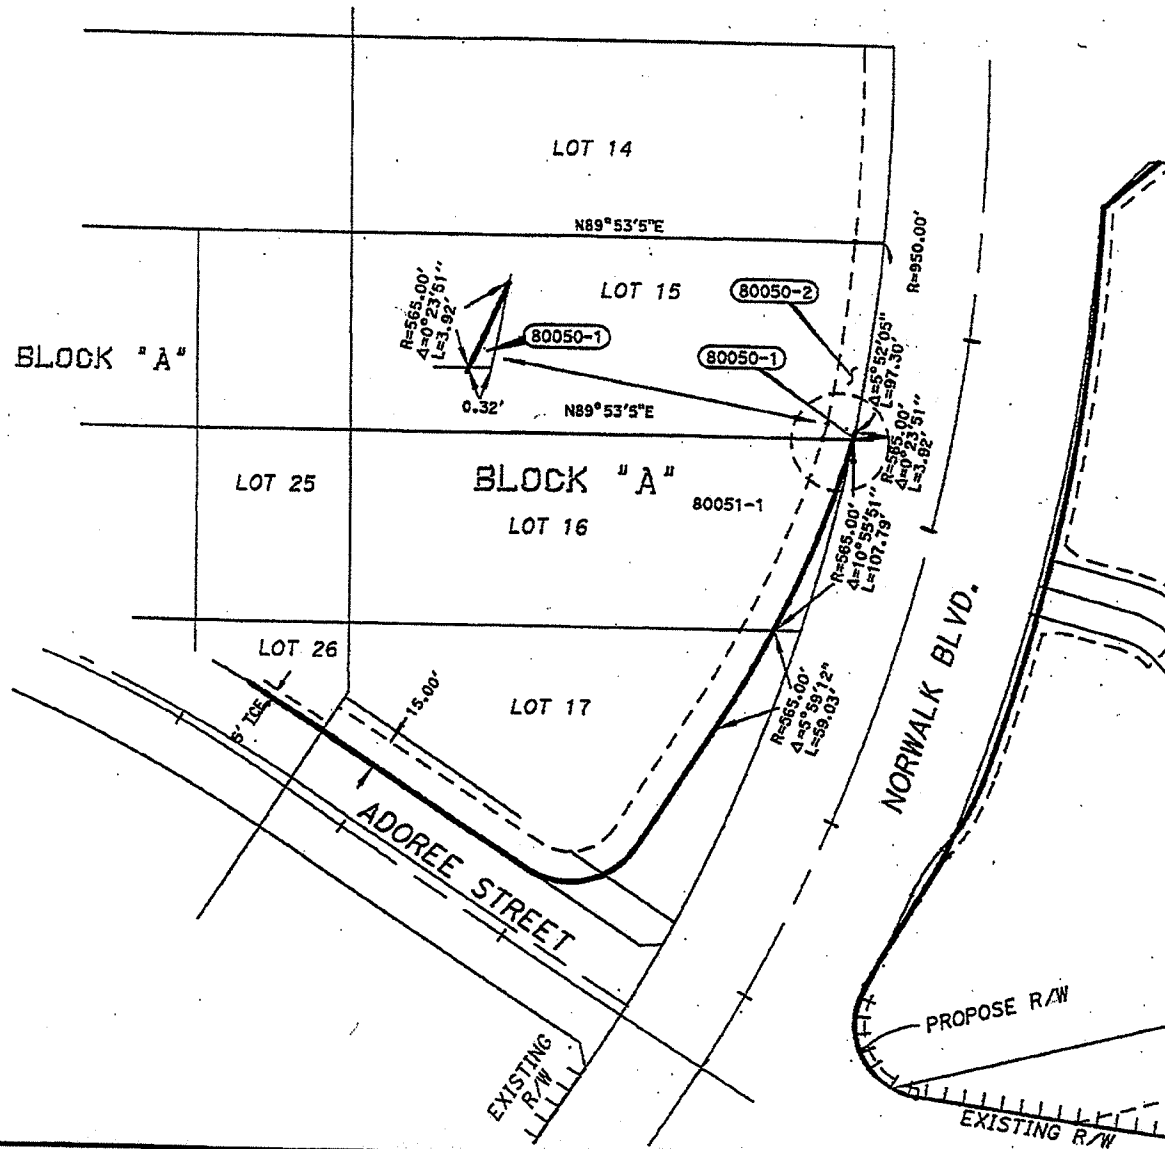 LOT 14
N89°53'5"E
R=950.00'
LOT 15
80050-2
R=565.00'
Δ=0°23'51"
L=3.92'
80050-1
0.32'
BLOCK "A"
80050-1
Δ=5°52'05"
L=97.30'
N89°53'5"E
R=565.00'
Δ=0°23'51"
L=3.92'
LOT 25
BLOCK "A"
80051-1
LOT 16
R=565.00'
Δ=10°55'51"
L=107.79'
LOT 26
LOT 17
R=565.00'
Δ=5°59'12"
L=59.03'
5' TCE
15.00'
NORWALK BLVD.
ADOREE STREET
PROPOSE R/W
EXISTING
R/W
EXISTING R/W